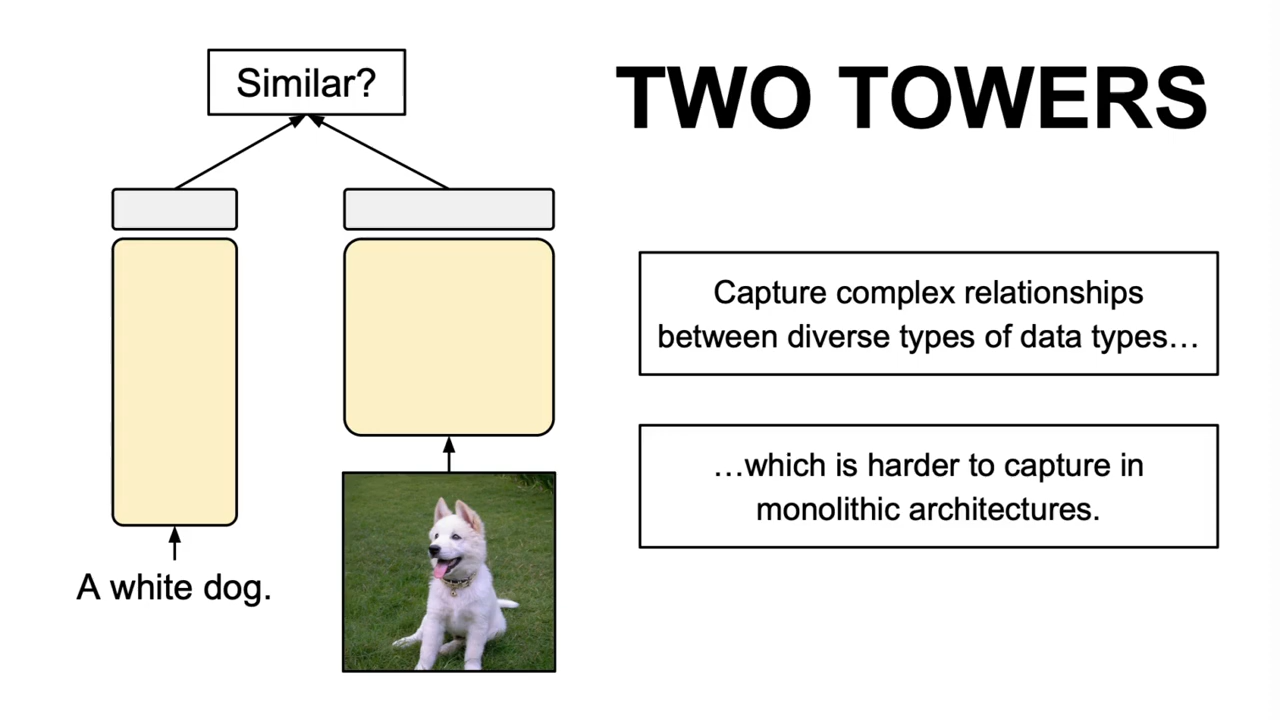 Similar?
A white dog.
TWO TOWERS
Capture complex relationships
between diverse types of data types…
…which is harder to capture in
monolithic architectures.